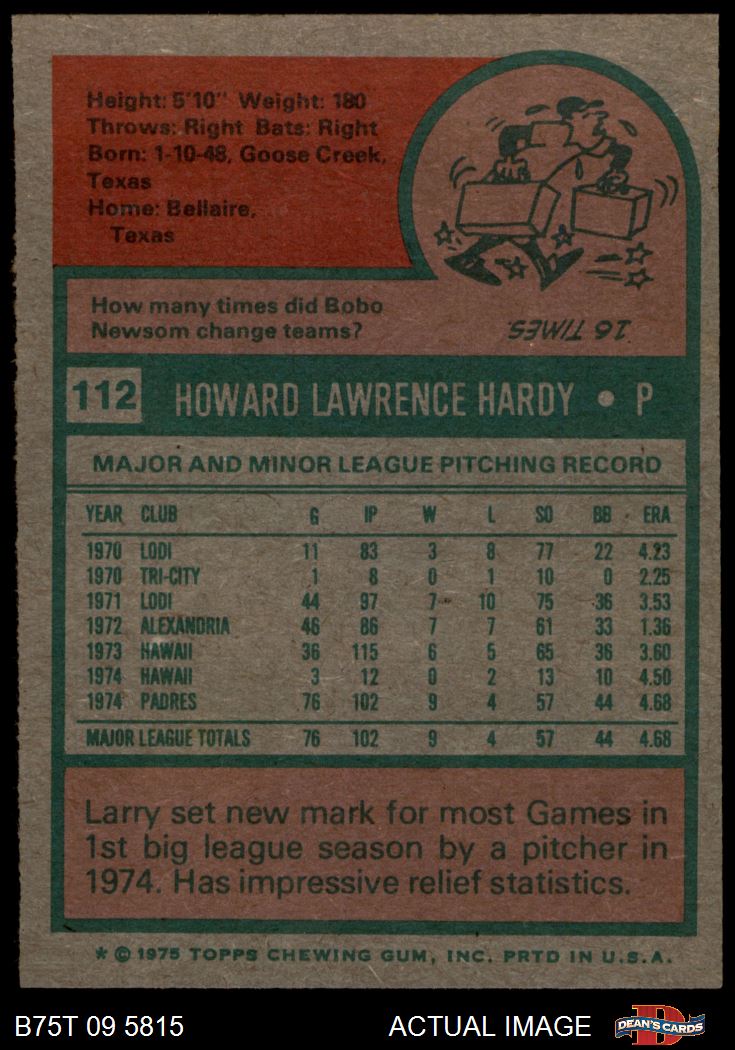 Height: 5'10" Weight: 180
Throws: Right Bats: Right
Born: 1-10-48, Goose Creek,
Texas
Home: Bellaire,
Texas
How many times did Bobo
Newsom change teams?
16 TIMES.
112 HOWARD LAWRENCE HARDY • P
MAJOR AND MINOR LEAGUE PITCHING RECORD
YEAR CLUB G IP W L SO BB ERA
1970 LODI 11 83 3 8 77 22 4.23
1970 TRI-CITY 1 8 0 1 10 0 2.25
1971 LODI 44 97 7 10 75 36 3.53
1972 ALEXANDRIA 46 86 7 7 61 33 1.36
1973 HAWAII 36 115 6 5 65 36 3.60
1974 HAWAII 3 12 0 2 13 10 4.50
1974 PADRES 76 102 9 4 57 44 4.68
MAJOR LEAGUE TOTALS 76 102 9 4 57 44 4.68
Larry set new mark for most Games in
1st big league season by a pitcher in
1974. Has impressive relief statistics.
* © 1975 TOPPS CHEWING GUM, INC. PRTD IN U.S.A.
B75T 09 5815 ACTUAL IMAGE DEAN'S CARDS